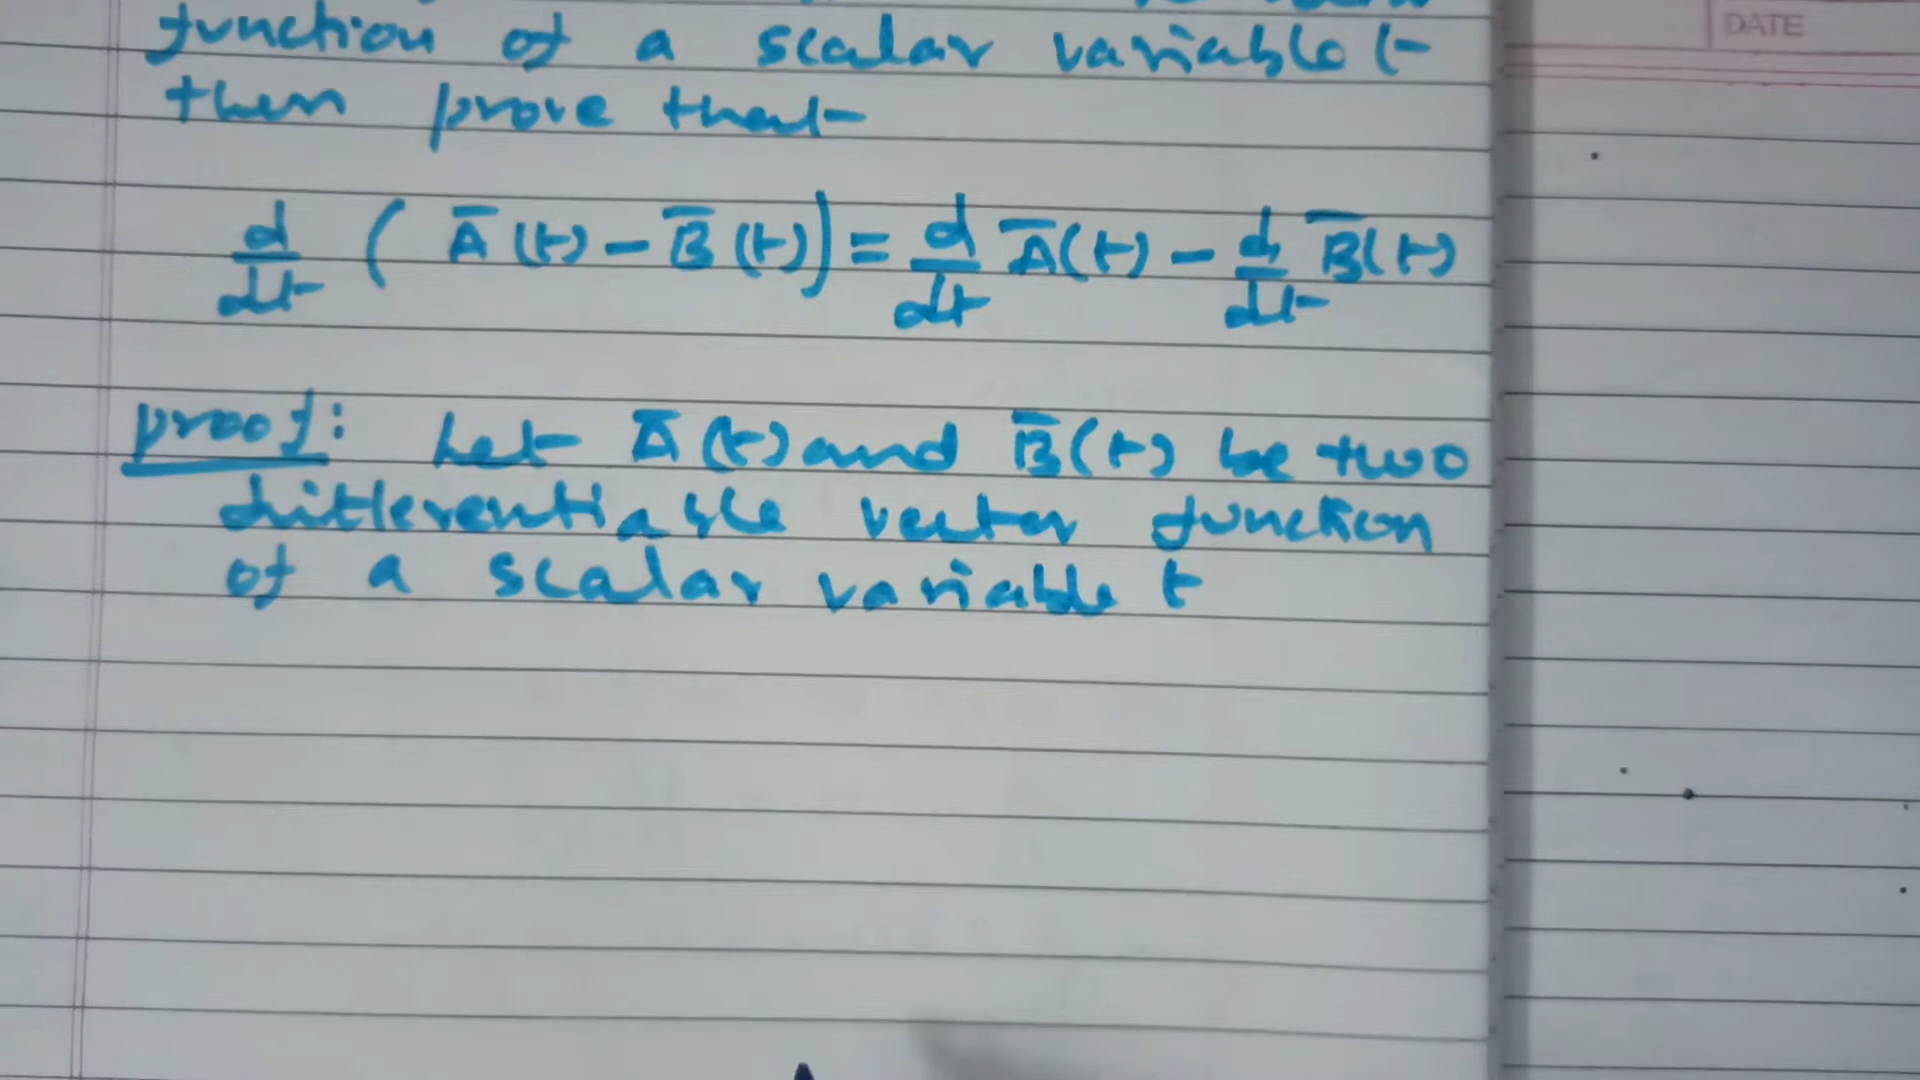 function of a scalar variable t
then prove that
d/dt ( A̅(t) - B̅(t) ) = d/dt A̅(t) - d/dt B̅(t)
proof: Let A̅(t) and B̅(t) be two
differentiable vector function
of a scalar variable t
DATE